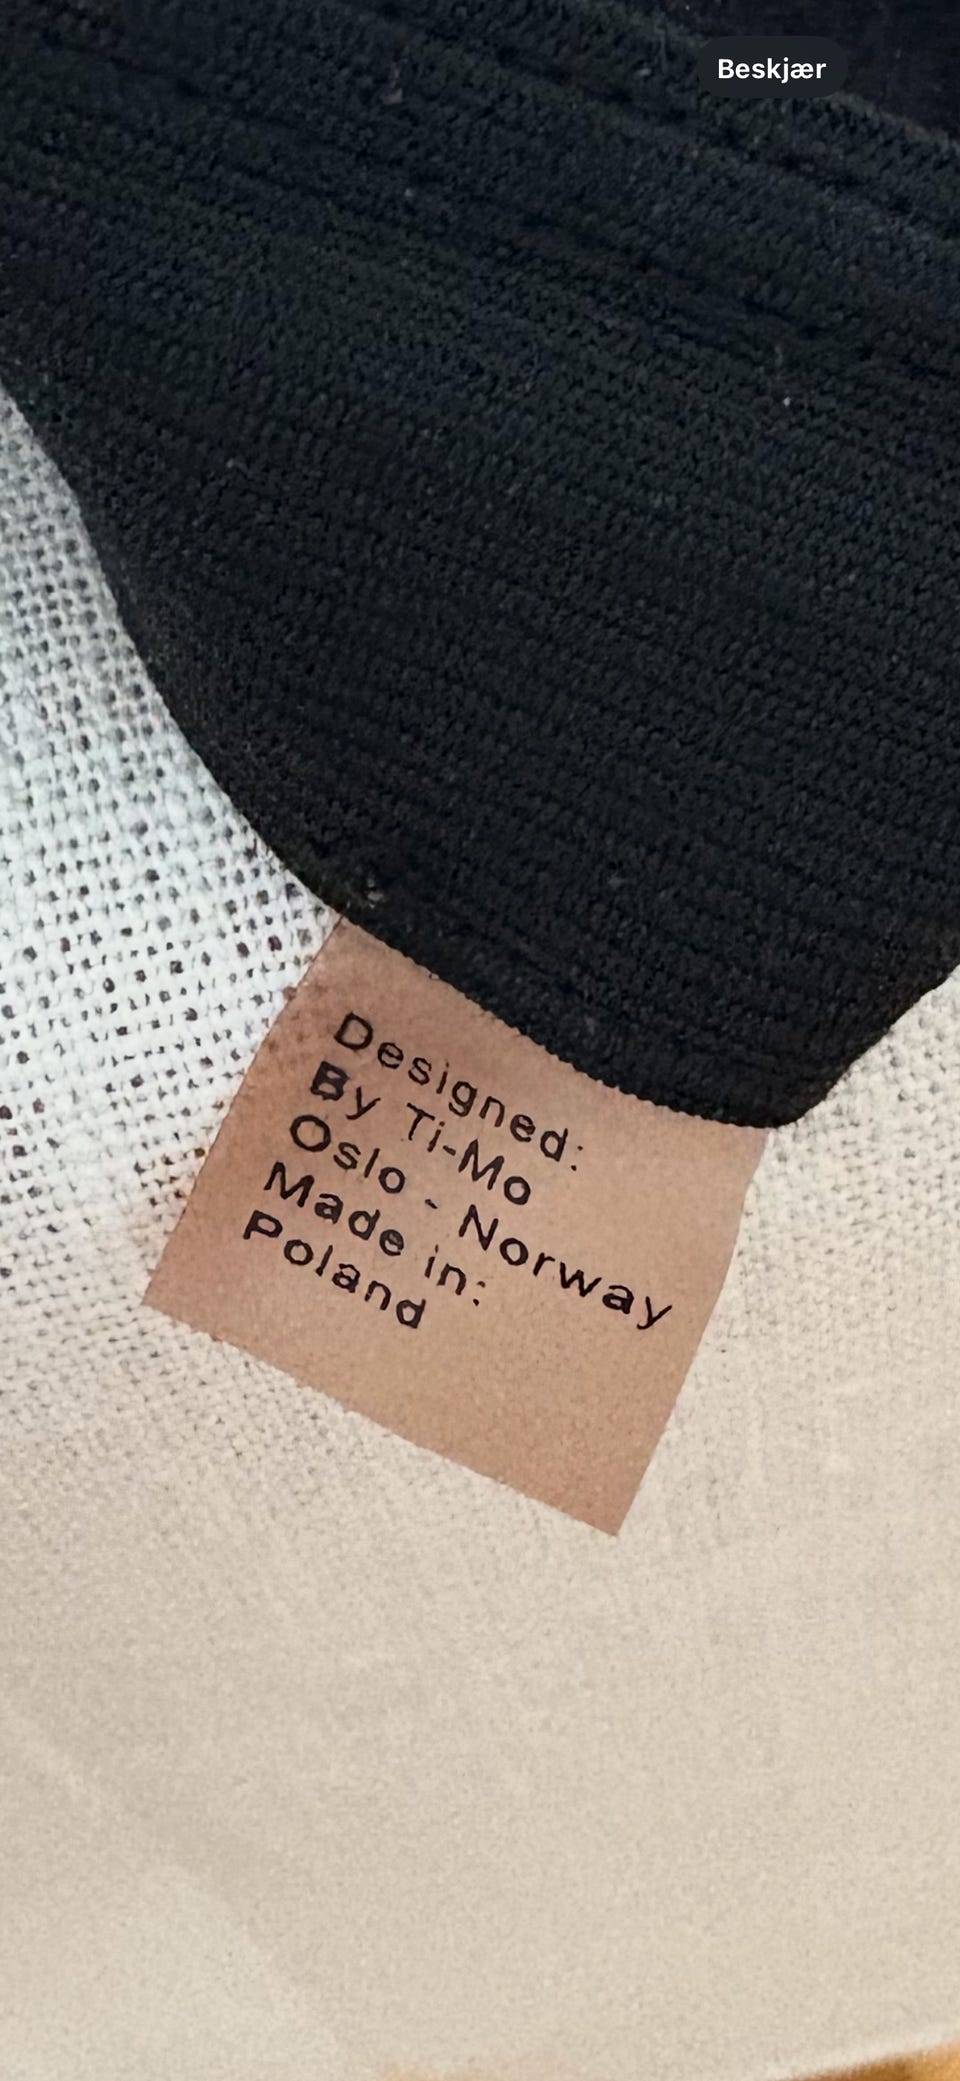 Beskjær
Designed:
By Ti-Mo
Oslo - Norway
Made in:
Poland